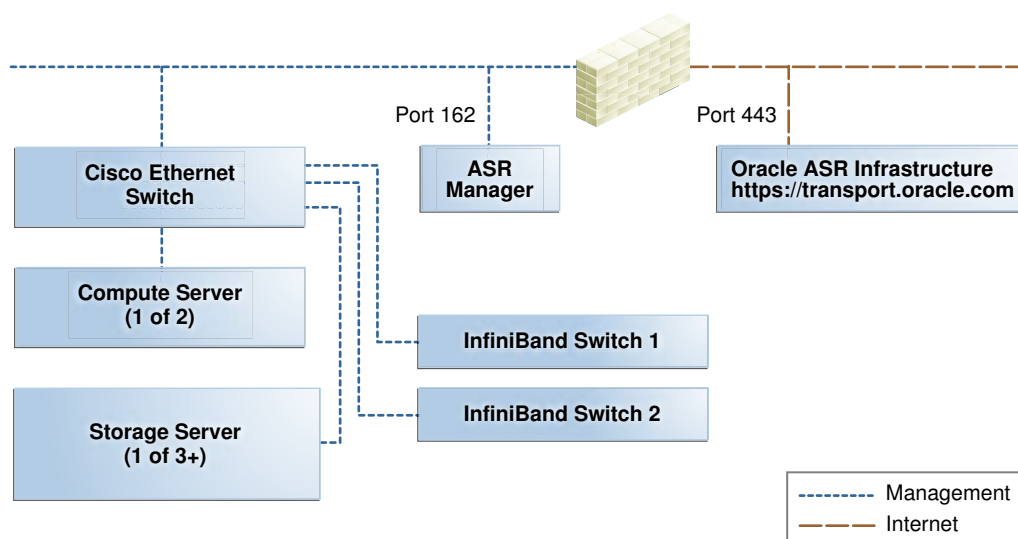 Port 162
Port 443
Cisco Ethernet
Switch
ASR
Manager
Oracle ASR Infrastructure
https://transport.oracle.com
Compute Server
(1 of 2)
InfiniBand Switch 1
InfiniBand Switch 2
Storage Server
(1 of 3+)
Management
Internet